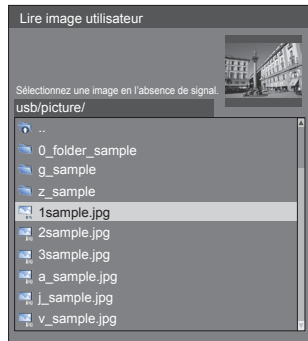 Lire image utilisateur
Sélectionnez une image en l'absence de signal.
usb/picture/
..
0_folder_sample
g_sample
z_sample
1sample.jpg
2sample.jpg
3sample.jpg
a_sample.jpg
j_sample.jpg
v_sample.jpg